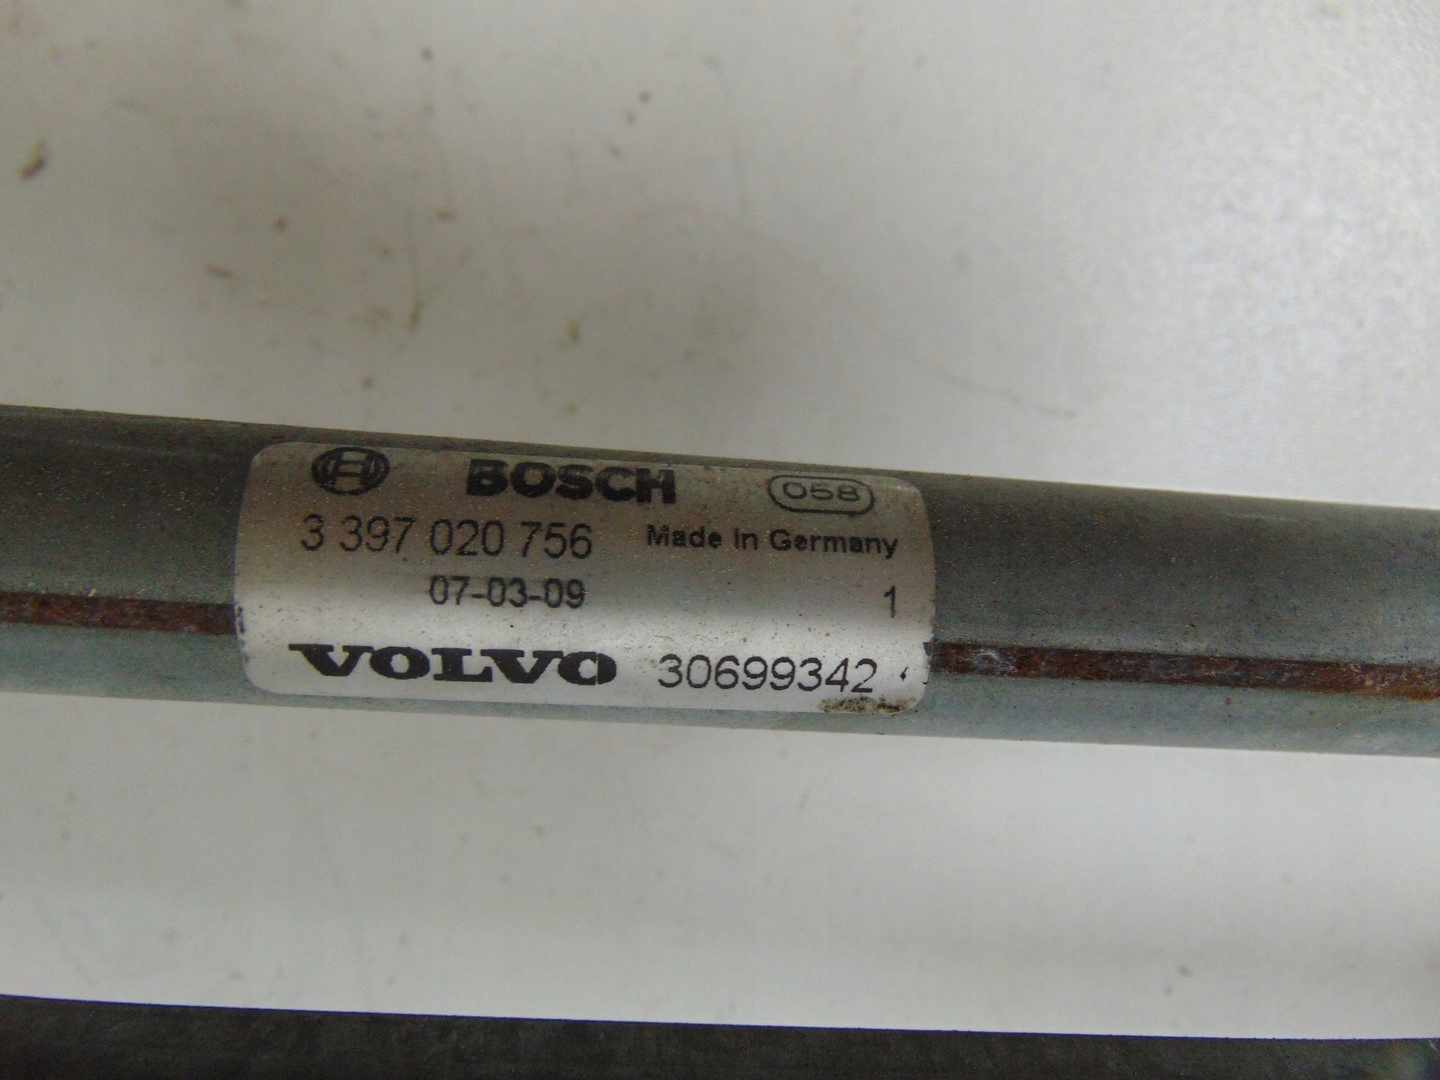 BOSCH 058
3 397 020 756 Made in Germany
07-03-09 1
VOLVO 30699342